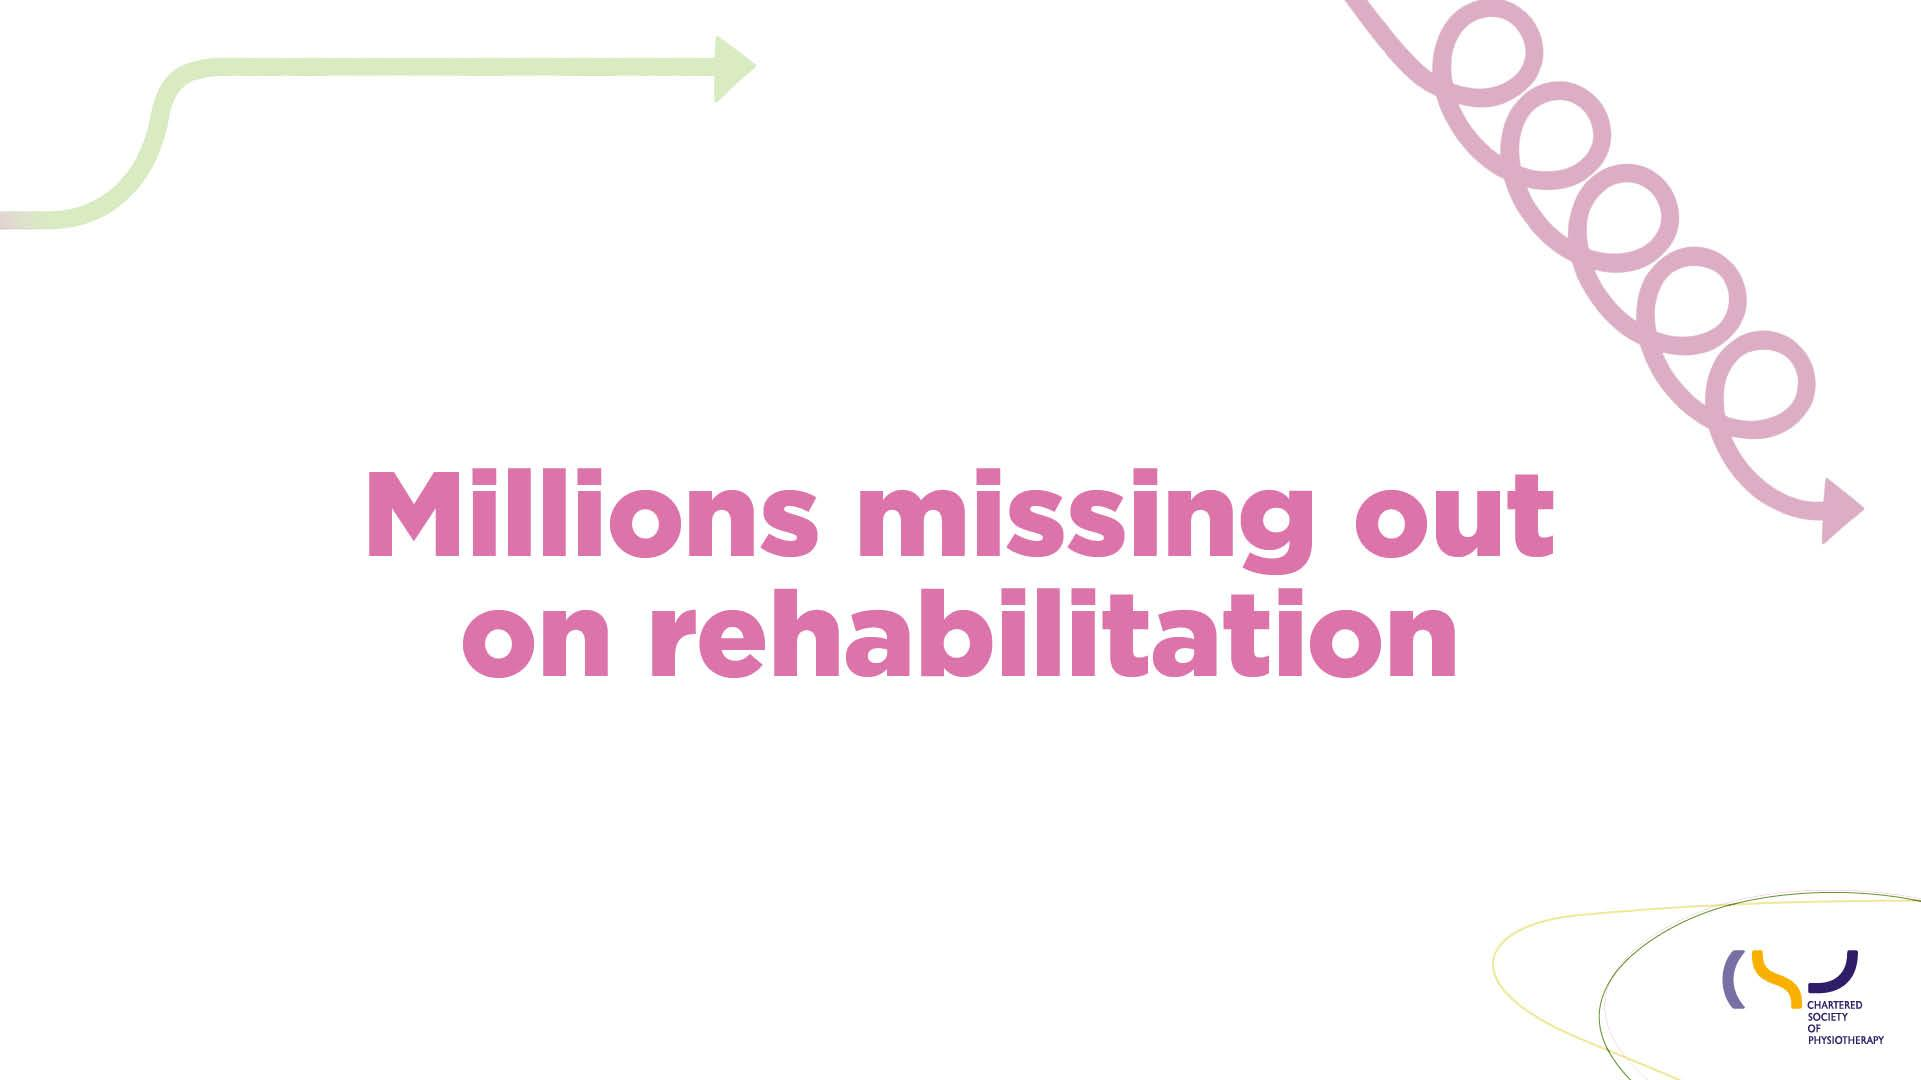 Millions missing out
on rehabilitation
CHARTERED
SOCIETY
OF
PHYSIOTHERAPY